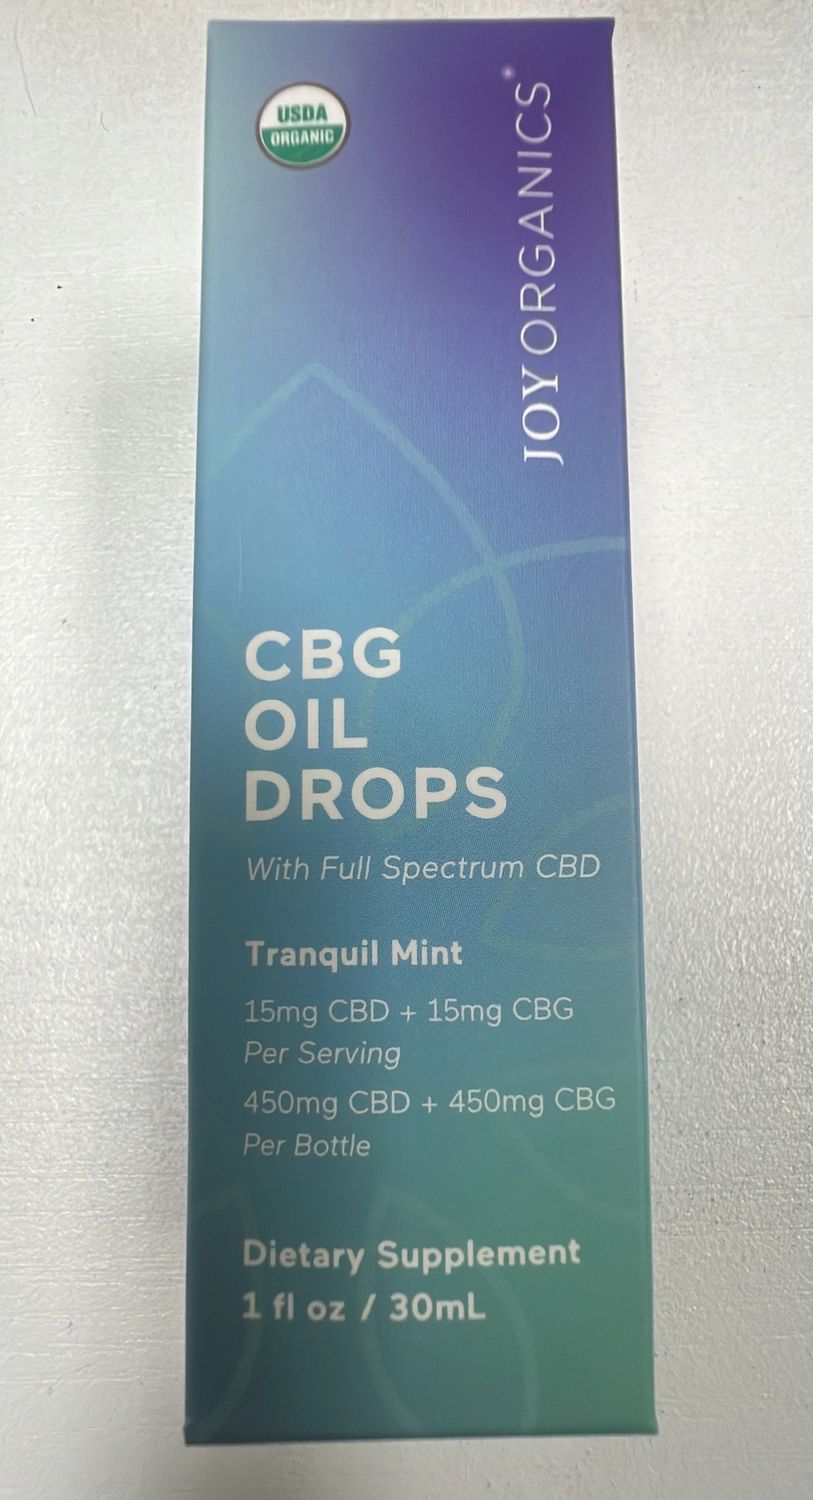 USDA
ORGANIC
JOY ORGANICS®
CBG
OIL
DROPS
With Full Spectrum CBD
Tranquil Mint
15mg CBD + 15mg CBG
Per Serving
450mg CBD + 450mg CBG
Per Bottle
Dietary Supplement
1 fl oz / 30mL